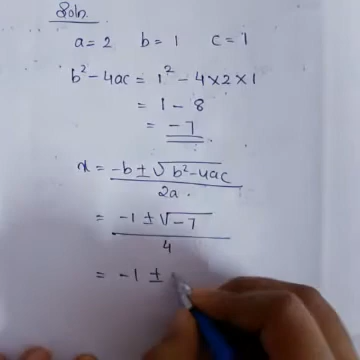 Soln.
a = 2 b = 1 c = 1
b² - 4ac = 1² - 4×2×1
= 1 - 8
= -7
x = -b ± √b² - 4ac
2a.
= -1 ± √-7
4
= -1 ±